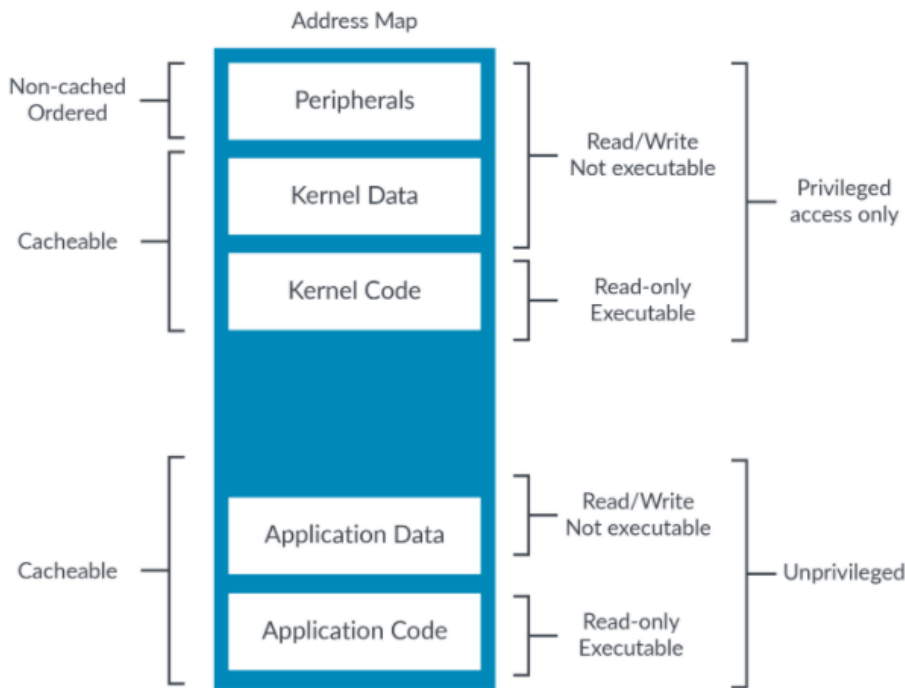 Address Map
Non-cached
Ordered
Peripherals
Read/Write
Not executable
Kernel Data
Privileged
access only
Cacheable
Kernel Code
Read-only
Executable
Application Data
Read/Write
Not executable
Cacheable
Unprivileged
Application Code
Read-only
Executable